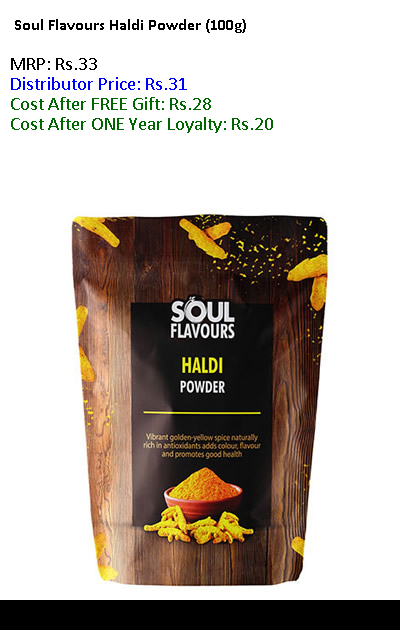 Soul Flavours Haldi Powder (100g)
MRP: Rs.33
Distributor Price: Rs.31
Cost After FREE Gift: Rs.28
Cost After ONE Year Loyalty: Rs.20
SOUL
FLAVOURS
HALDI
POWDER
Vibrant golden-yellow spice naturally
rich in antioxidants adds colour, flavour
and promotes good health